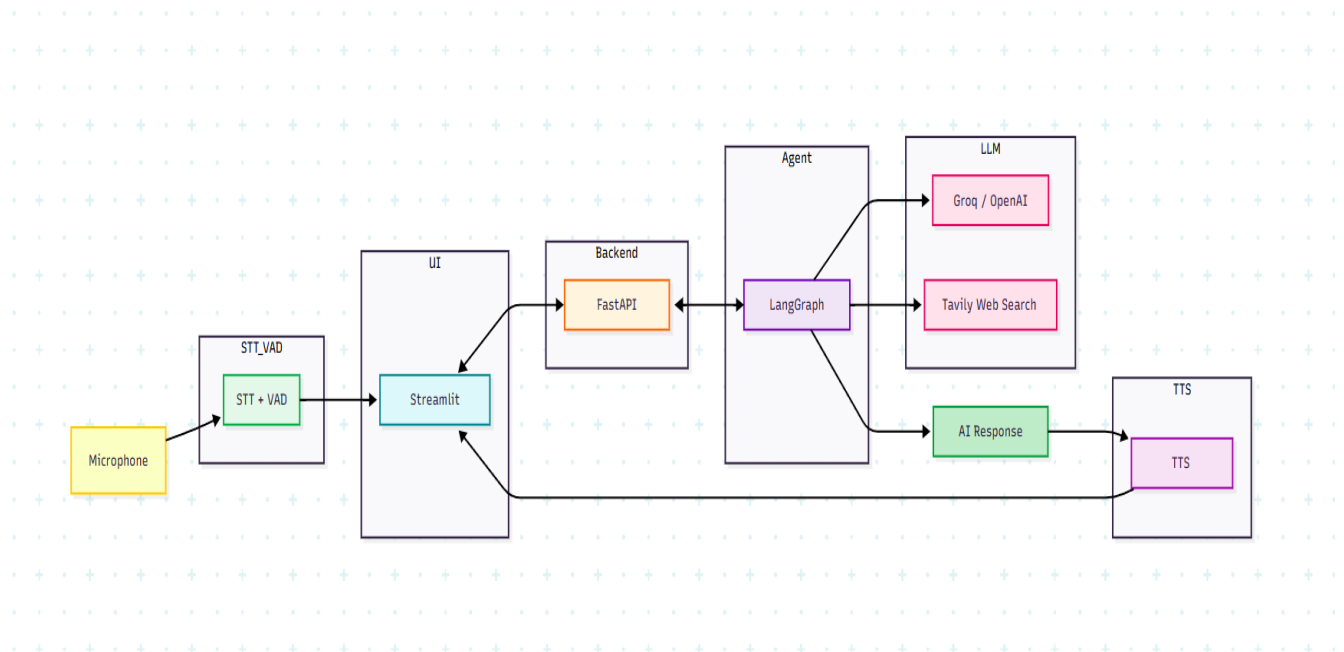 Microphone
STT_VAD
STT + VAD
UI
Streamlit
Backend
FastAPI
Agent
LangGraph
LLM
Groq / OpenAI
Tavily Web Search
AI Response
TTS
TTS